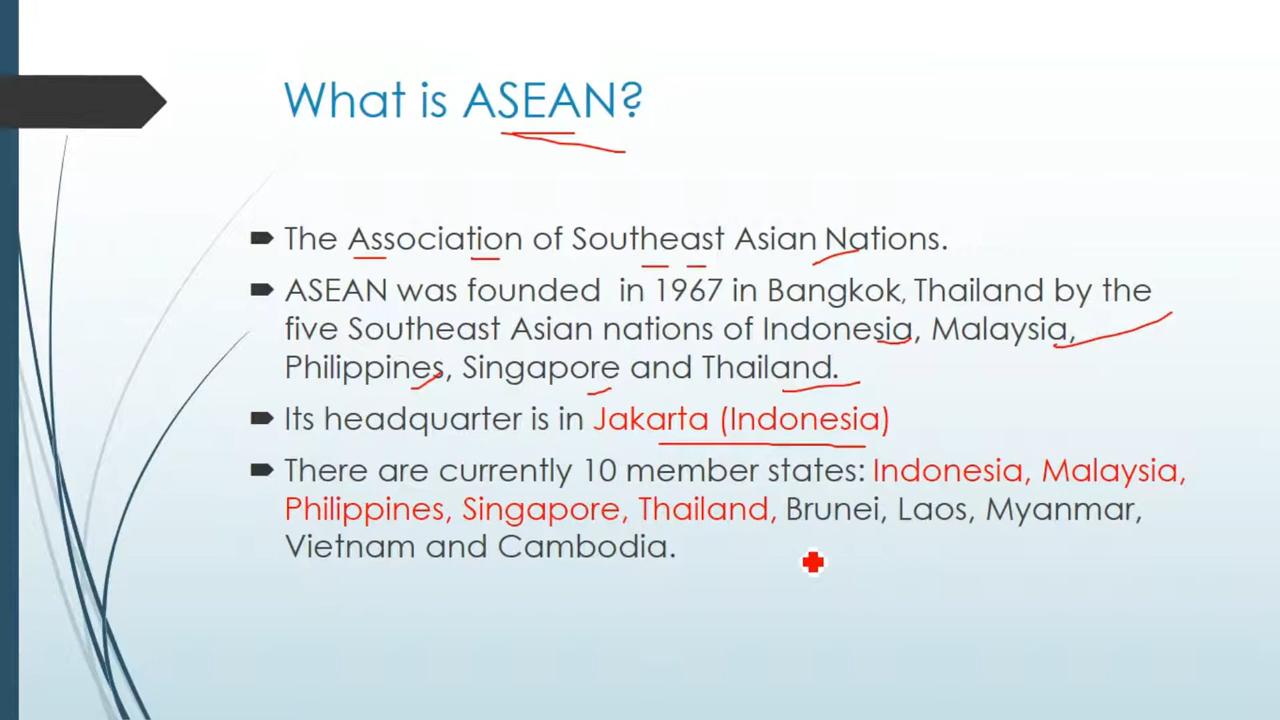 What is ASEAN?
The Association of Southeast Asian Nations.
ASEAN was founded in 1967 in Bangkok, Thailand by the
five Southeast Asian nations of Indonesia, Malaysia,
Philippines, Singapore and Thailand.
Its headquarter is in Jakarta (Indonesia)
There are currently 10 member states: Indonesia, Malaysia,
Philippines, Singapore, Thailand, Brunei, Laos, Myanmar,
Vietnam and Cambodia.